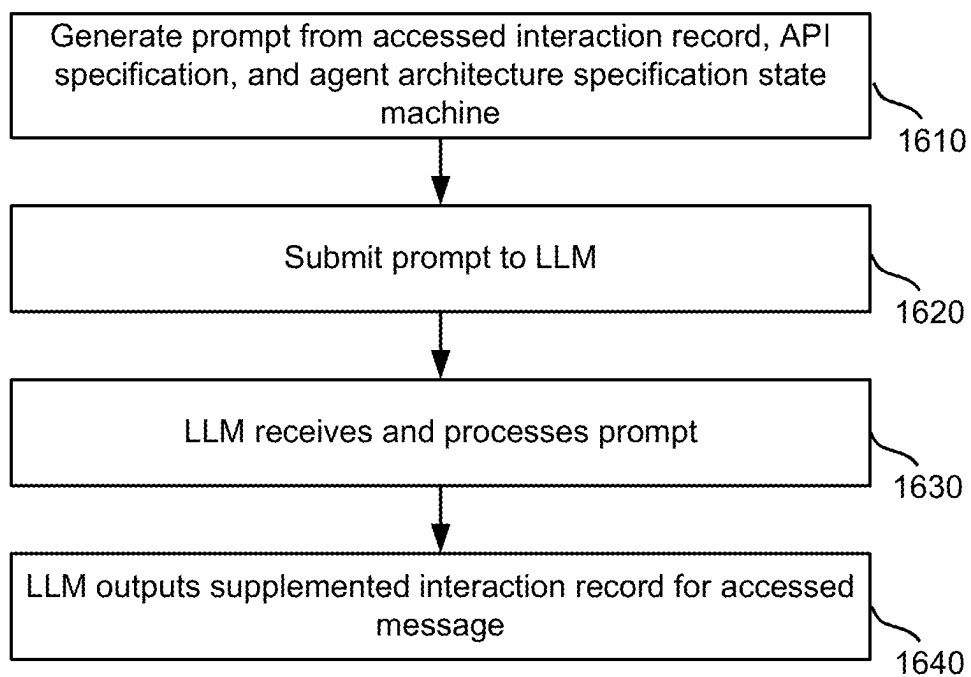 Generate prompt from accessed interaction record, API
specification, and agent architecture specification state
machine
1610
Submit prompt to LLM
1620
LLM receives and processes prompt
1630
LLM outputs supplemented interaction record for accessed
message
1640